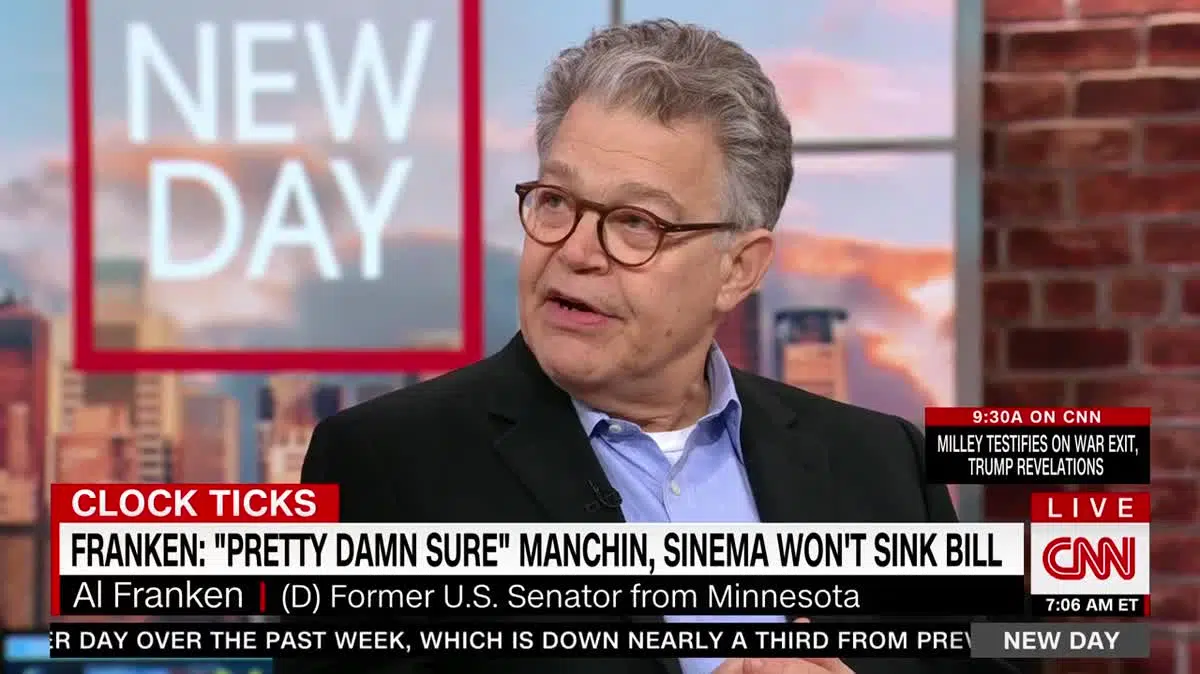 NEW
DAY
9:30A ON CNN
MILLEY TESTIFIES ON WAR EXIT,
TRUMP REVELATIONS
CLOCK TICKS
LIVE
FRANKEN: "PRETTY DAMN SURE" MANCHIN, SINEMA WON'T SINK BILL
CNN
Al Franken | (D) Former U.S. Senator from Minnesota
7:06 AM ET
ER DAY OVER THE PAST WEEK, WHICH IS DOWN NEARLY A THIRD FROM PREV
NEW DAY